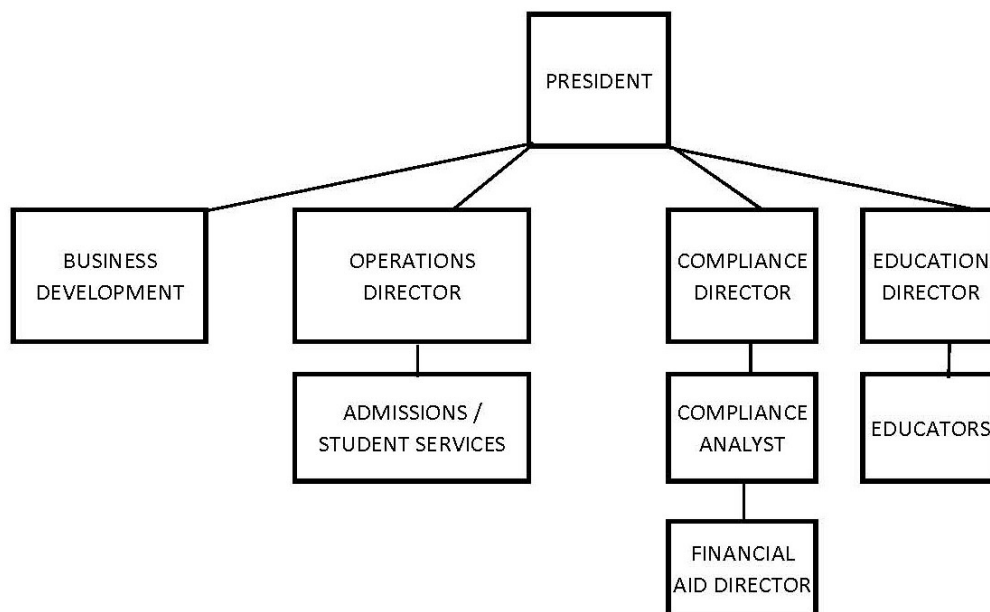 PRESIDENT
BUSINESS
DEVELOPMENT
OPERATIONS
DIRECTOR
COMPLIANCE
DIRECTOR
EDUCATION
DIRECTOR
ADMISSIONS /
STUDENT SERVICES
COMPLIANCE
ANALYST
EDUCATORS
FINANCIAL
AID DIRECTOR